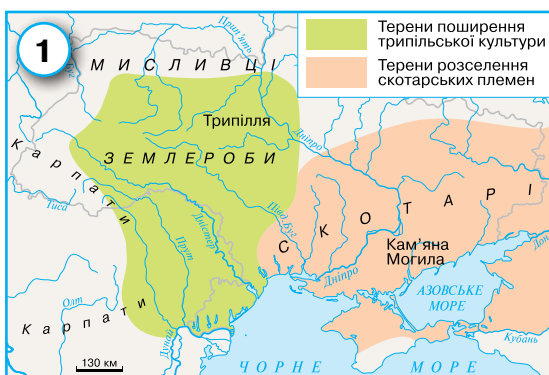 1
Терени поширення
трипільської культури
Терени розселення
скотарських племен
Прип'ять
МИСЛИВЦІ
Трипілля
Дніпро
ЗЕМЛЕРОБИ
Карпати
Тиса
СКОТАРІ
Півд. Буг
Дністер
Прут
Кам'яна
Могила
Дніпро
Дон
АЗОВСЬКЕ
МОРЕ
Олт
Карпати
Дунай
Кубань
130 км
ЧОРНЕ МОРЕ